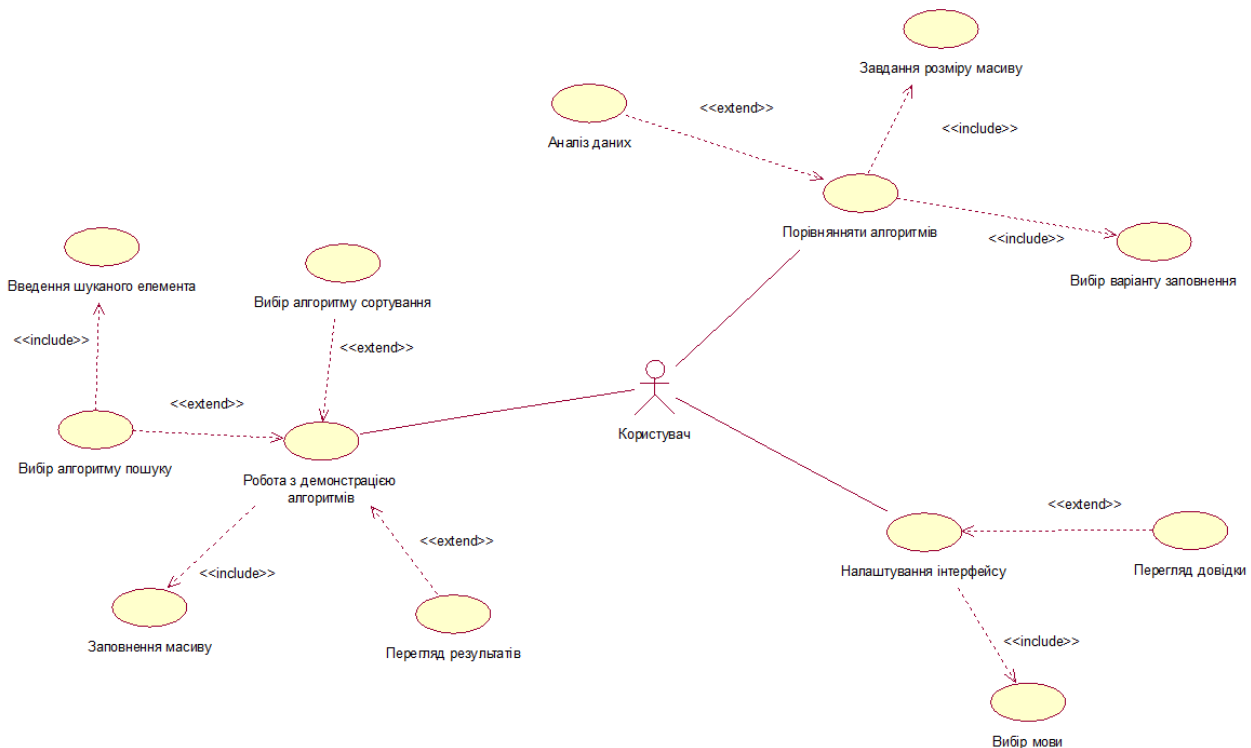 Завдання розміру масиву
<<extend>>
<<include>>
Аналіз даних
Порівнянняти алгоритмів
<<include>>
Вибір варіанту заповнення
Введення шуканого елемента
Вибір алгоритму сортування
<<include>>
<<extend>>
<<extend>>
Користувач
Вибір алгоритму пошуку
Робота з демонстрацією
алгоритмів
<<extend>>
<<extend>>
<<include>>
Налаштування інтерфейсу
Перегляд довідки
Заповнення масиву
Перегляд результатів
<<include>>
Вибір мови